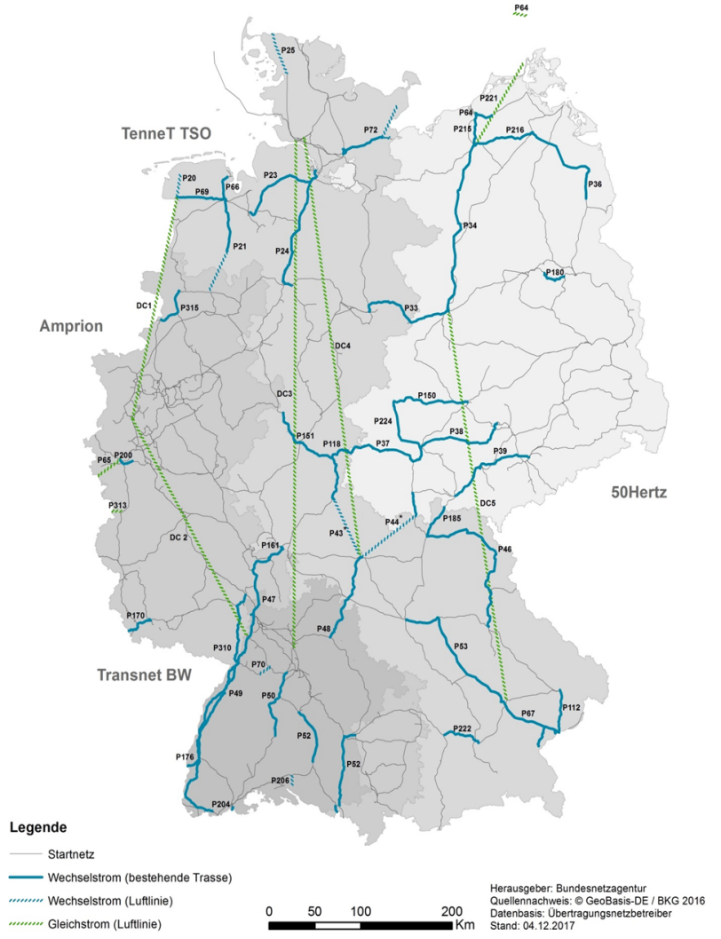 P64
P25
P221
P64
TenneT TSO
P72
P215
P216
P20
P66
P23
P36
P69
P34
P21
P24
P180
DC1
P315
P33
Amprion
DC4
DC3
P150
P224
P151
P118
P37
P38
P39
P65
P200
50Hertz
P313
P44*
P185
DC5
P43*
DC 2
P161
P46
P47
P170
P48
P310
P53
Transnet BW
P70
P49
P50
P67
P112
P52
P222
P176
P52
P206
P204
Legende
Startnetz
Wechselstrom (bestehende Trasse)
Wechselstrom (Luftlinie)
Gleichstrom (Luftlinie)
0 50 100 200
Km
Herausgeber: Bundesnetzagentur
Quellennachweis: © GeoBasis-DE / BKG 2016
Datenbasis: Übertragungsnetzbetreiber
Stand: 04.12.2017